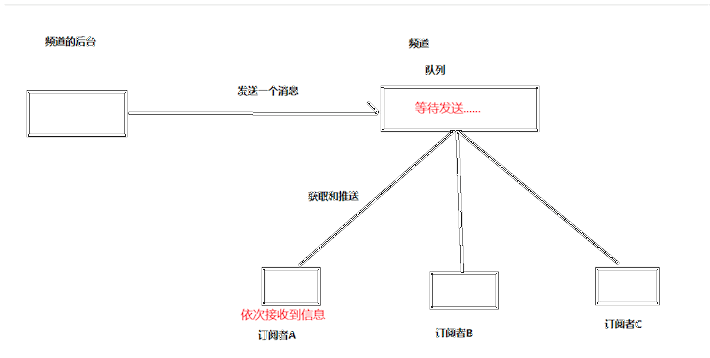 频道的后台
频道
队列
发送一个消息
等待发送......
获取和推送
依次接收到信息
订阅者A
订阅者B
订阅者C